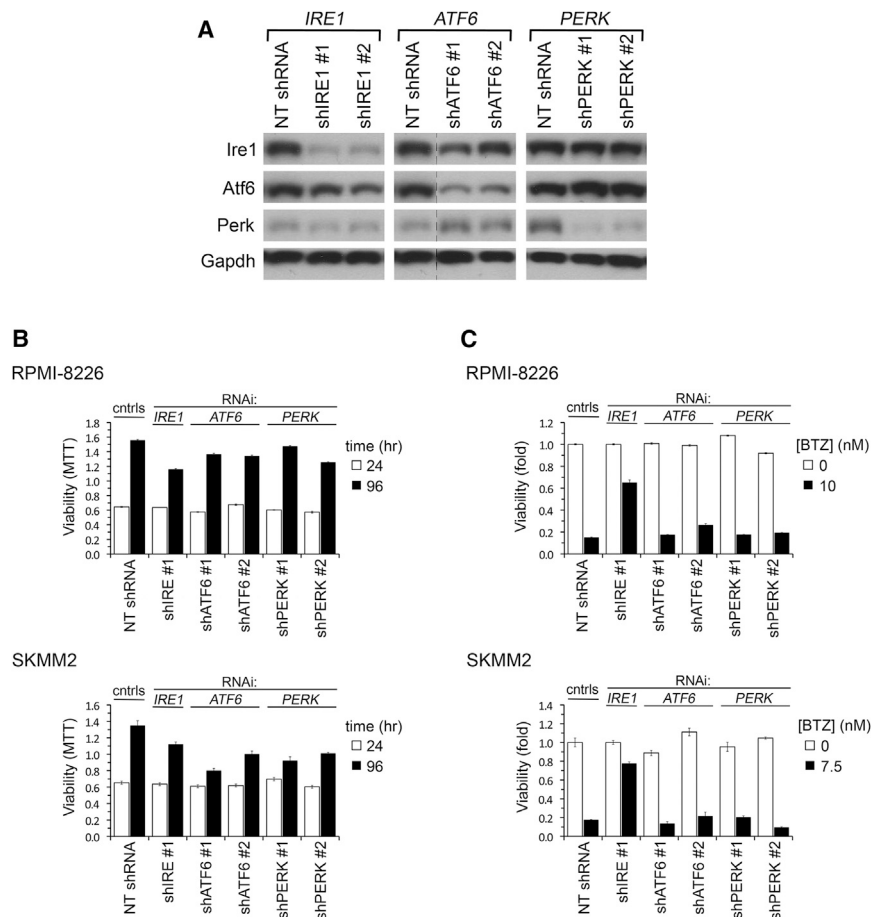 A
IRE1 ATF6 PERK
NT shRNA shIRE1 #1 shIRE1 #2 NT shRNA shATF6 #1 shATF6 #2 NT shRNA shPERK #1 shPERK #2
Ire1
Atf6
Perk
Gapdh
B
RPMI-8226
RNAi:
cntrls IRE1 ATF6 PERK
Viability (MTT)
1.8
1.6
1.4
1.2
1.0
0.8
0.6
0.4
0.2
0.0
time (hr)
24
96
NT shRNA shIRE #1 shATF6 #1 shATF6 #2 shPERK #1 shPERK #2
SKMM2
RNAi:
cntrls IRE1 ATF6 PERK
Viability (MTT)
1.6
1.4
1.2
1.0
0.8
0.6
0.4
0.2
0.0
time (hr)
24
96
NT shRNA shIRE #1 shATF6 #1 shATF6 #2 shPERK #1 shPERK #2
C
RPMI-8226
RNAi:
cntrls IRE1 ATF6 PERK
Viability (fold)
1.2
1.0
0.8
0.6
0.4
0.2
0.0
[BTZ] (nM)
0
10
NT shRNA shIRE #1 shATF6 #1 shATF6 #2 shPERK #1 shPERK #2
SKMM2
RNAi:
cntrls IRE1 ATF6 PERK
Viability (fold)
1.4
1.2
1.0
0.8
0.6
0.4
0.2
0.0
[BTZ] (nM)
0
7.5
NT shRNA shIRE #1 shATF6 #1 shATF6 #2 shPERK #1 shPERK #2